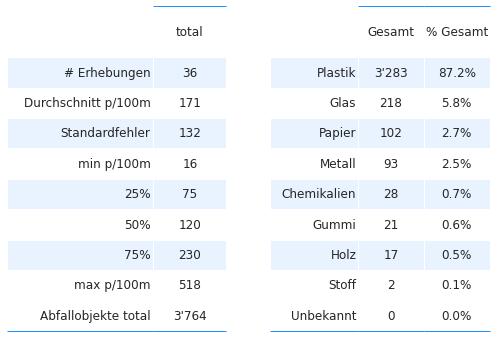 total
# Erhebungen 36
Durchschnitt p/100m 171
Standardfehler 132
min p/100m 16
25% 75
50% 120
75% 230
max p/100m 518
Abfallobjekte total 3'764
Gesamt % Gesamt
Plastik 3'283 87.2%
Glas 218 5.8%
Papier 102 2.7%
Metall 93 2.5%
Chemikalien 28 0.7%
Gummi 21 0.6%
Holz 17 0.5%
Stoff 2 0.1%
Unbekannt 0 0.0%